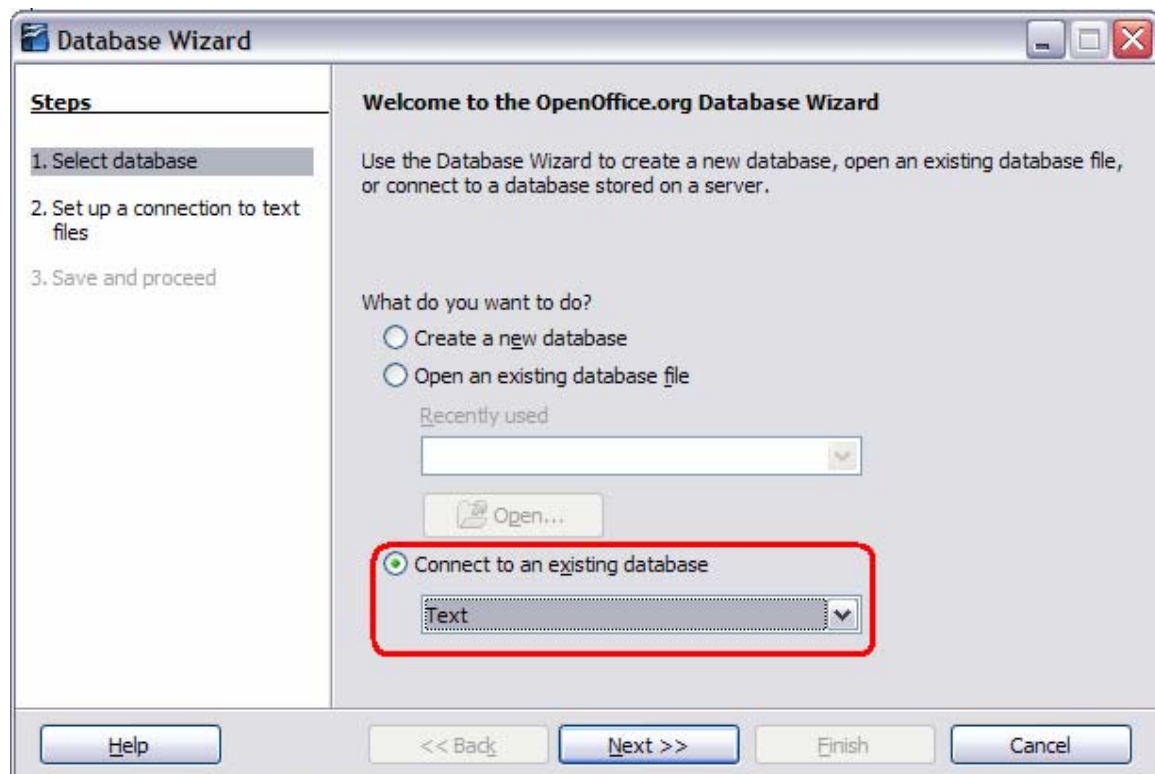 Database Wizard
Steps
1. Select database
2. Set up a connection to text
files
3. Save and proceed
Welcome to the OpenOffice.org Database Wizard
Use the Database Wizard to create a new database, open an existing database file,
or connect to a database stored on a server.
What do you want to do?
Create a new database
Open an existing database file
Recently used
Open...
Connect to an existing database
Text
Help
<< Back
Next >>
Finish
Cancel